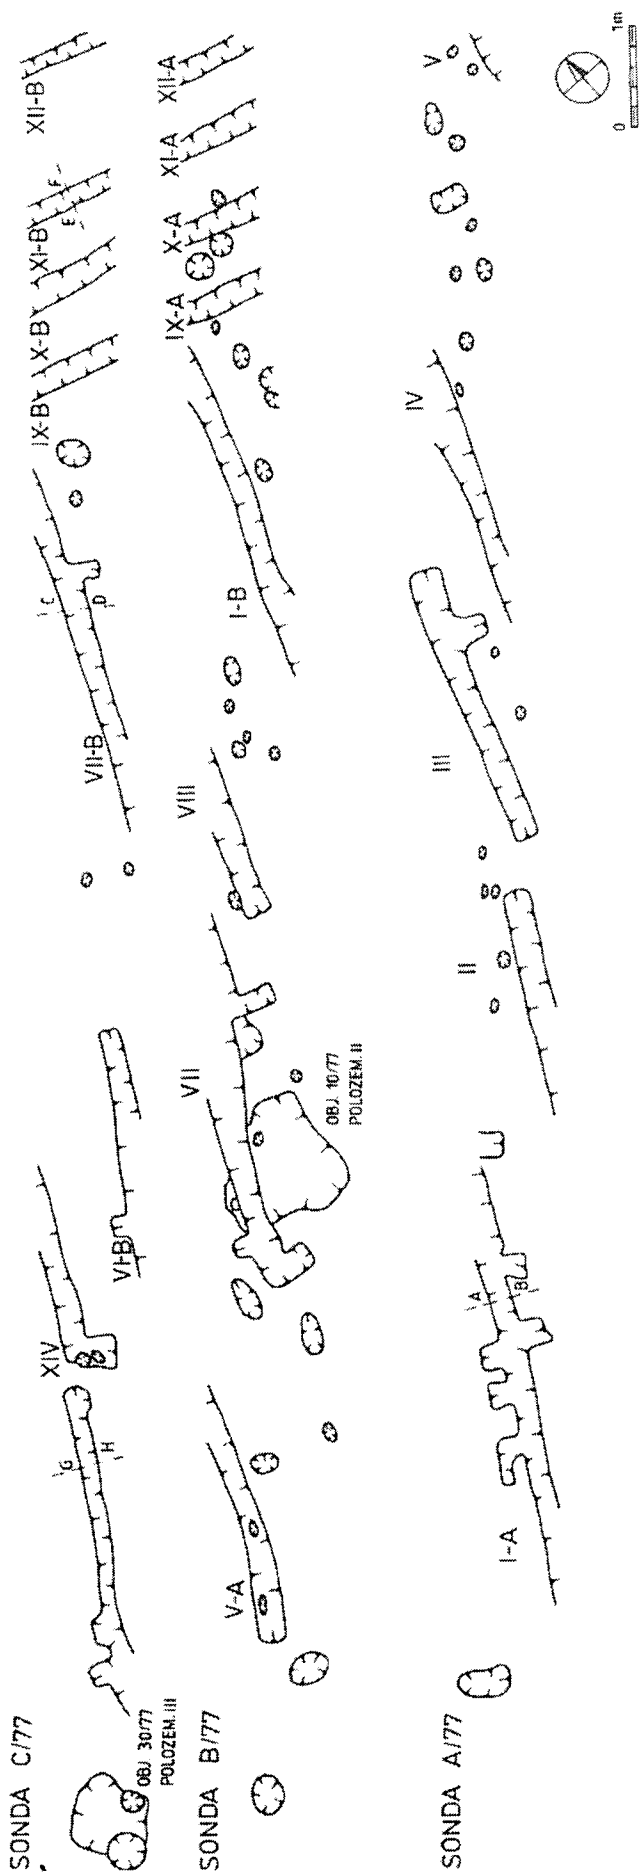 SONDA C/77
OBJ. 30/77
POLOZEM. III
G
H
XIV
VI-B
VII-B
C
D
IX-B
X-B
XI-B
E
F
XII-B
SONDA B/77
V-A
VII
OBJ. 10/77
POLOZEM. II
VIII
I-B
IX-A
X-A
XI-A
XII-A
SONDA A/77
I-A
A
B
II
III
IV
V
0
1m